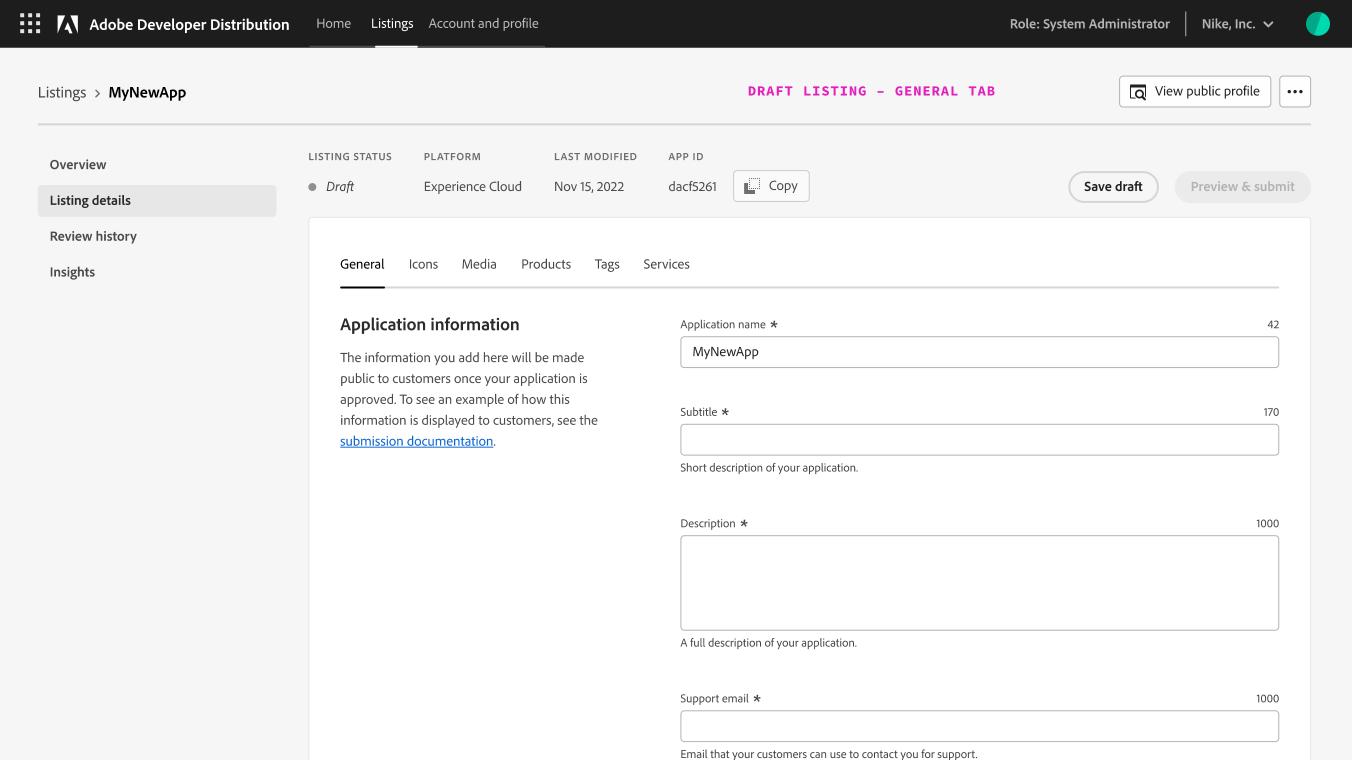 Adobe Developer Distribution Home Listings Account and profile Role: System Administrator Nike, Inc.
Listings > MyNewApp DRAFT LISTING – GENERAL TAB View public profile
Overview
Listing details
Review history
Insights
LISTING STATUS PLATFORM LAST MODIFIED APP ID
Draft Experience Cloud Nov 15, 2022 dacf5261 Copy Save draft Preview & submit
General Icons Media Products Tags Services
Application information
The information you add here will be made
public to customers once your application is
approved. To see an example of how this
information is displayed to customers, see the
submission documentation.
Application name * 42
MyNewApp
Subtitle * 170
Short description of your application.
Description * 1000
A full description of your application.
Support email * 1000
Email that your customers can use to contact you for support.